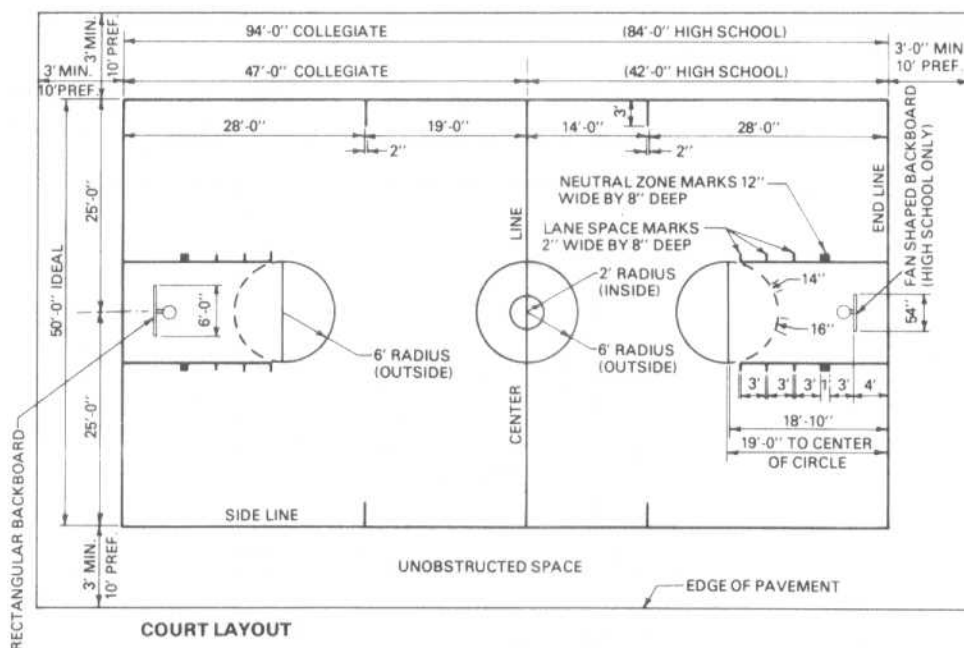 94'-0'' COLLEGIATE
(84'-0'' HIGH SCHOOL)
3' MIN.
10' PREF.
3' MIN.
10' PREF.
47'-0'' COLLEGIATE
(42'-0'' HIGH SCHOOL)
3'-0'' MIN
10' PREF.
28'-0''
19'-0''
14'-0''
28'-0''
3'
2''
2''
NEUTRAL ZONE MARKS 12''
WIDE BY 8'' DEEP
LANE SPACE MARKS
2'' WIDE BY 8'' DEEP
END LINE
FAN SHAPED BACKBOARD
(HIGH SCHOOL ONLY)
50'-0'' IDEAL
25'-0''
25'-0''
6'-0''
6' RADIUS
(OUTSIDE)
CENTER
LINE
2' RADIUS
(INSIDE)
6' RADIUS
(OUTSIDE)
14''
16''
54''
3'
3'
3'
1'
3'
4'
18'-10''
19'-0'' TO CENTER
OF CIRCLE
SIDE LINE
RECTANGULAR BACKBOARD
3' MIN.
10' PREF.
UNOBSTRUCTED SPACE
EDGE OF PAVEMENT
COURT LAYOUT